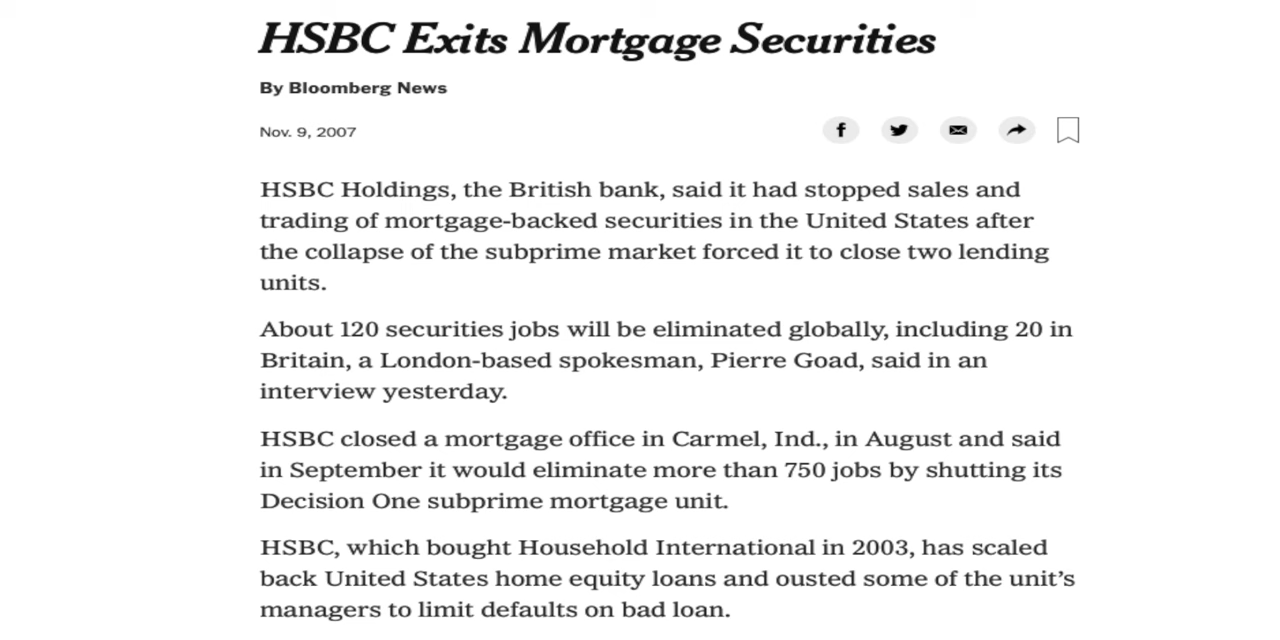 HSBC Exits Mortgage Securities
By Bloomberg News
Nov. 9, 2007
HSBC Holdings, the British bank, said it had stopped sales and
trading of mortgage-backed securities in the United States after
the collapse of the subprime market forced it to close two lending
units.
About 120 securities jobs will be eliminated globally, including 20 in
Britain, a London-based spokesman, Pierre Goad, said in an
interview yesterday.
HSBC closed a mortgage office in Carmel, Ind., in August and said
in September it would eliminate more than 750 jobs by shutting its
Decision One subprime mortgage unit.
HSBC, which bought Household International in 2003, has scaled
back United States home equity loans and ousted some of the unit’s
managers to limit defaults on bad loan.